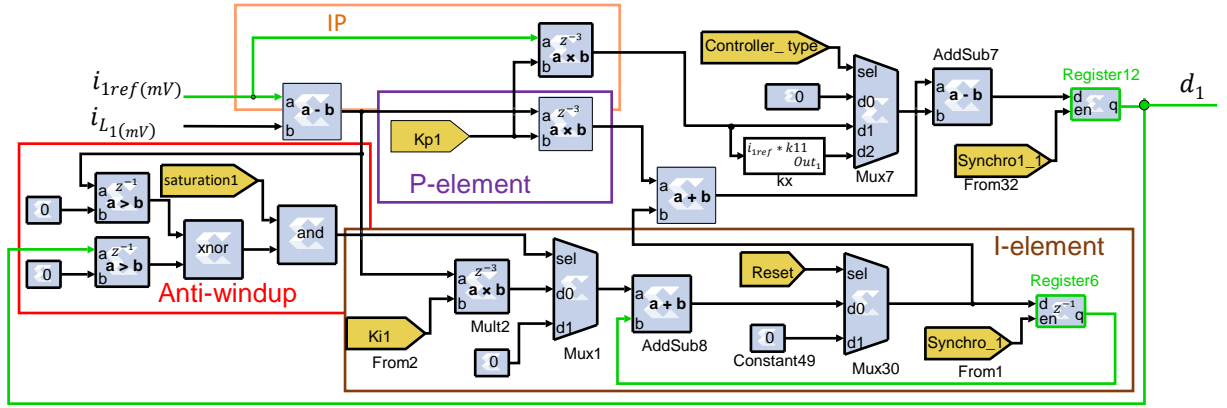 IP
i1ref(mV)
iL1(mV)
a
b
a - b
a
b
z⁻³
a × b
Kp1
a
b
z⁻³
a × b
P-element
Controller_ type
0
i1ref * k11
Out1
kx
sel
d0
d1
d2
Mux7
AddSub7
a
b
a - b
Register12
d
en
q
d1
Synchro1_1
From32
a
b
a + b
saturation1
a
b
z⁻¹
a > b
0
a
b
z⁻¹
a > b
0
xnor
and
Anti-windup
I-element
Ki1
From2
a
b
z⁻³
a × b
Mult2
0
sel
d0
d1
Mux1
a
b
a + b
AddSub8
Reset
0
Constant49
sel
d0
d1
Mux30
Register6
d
en
z⁻¹
q
Synchro_1
From1